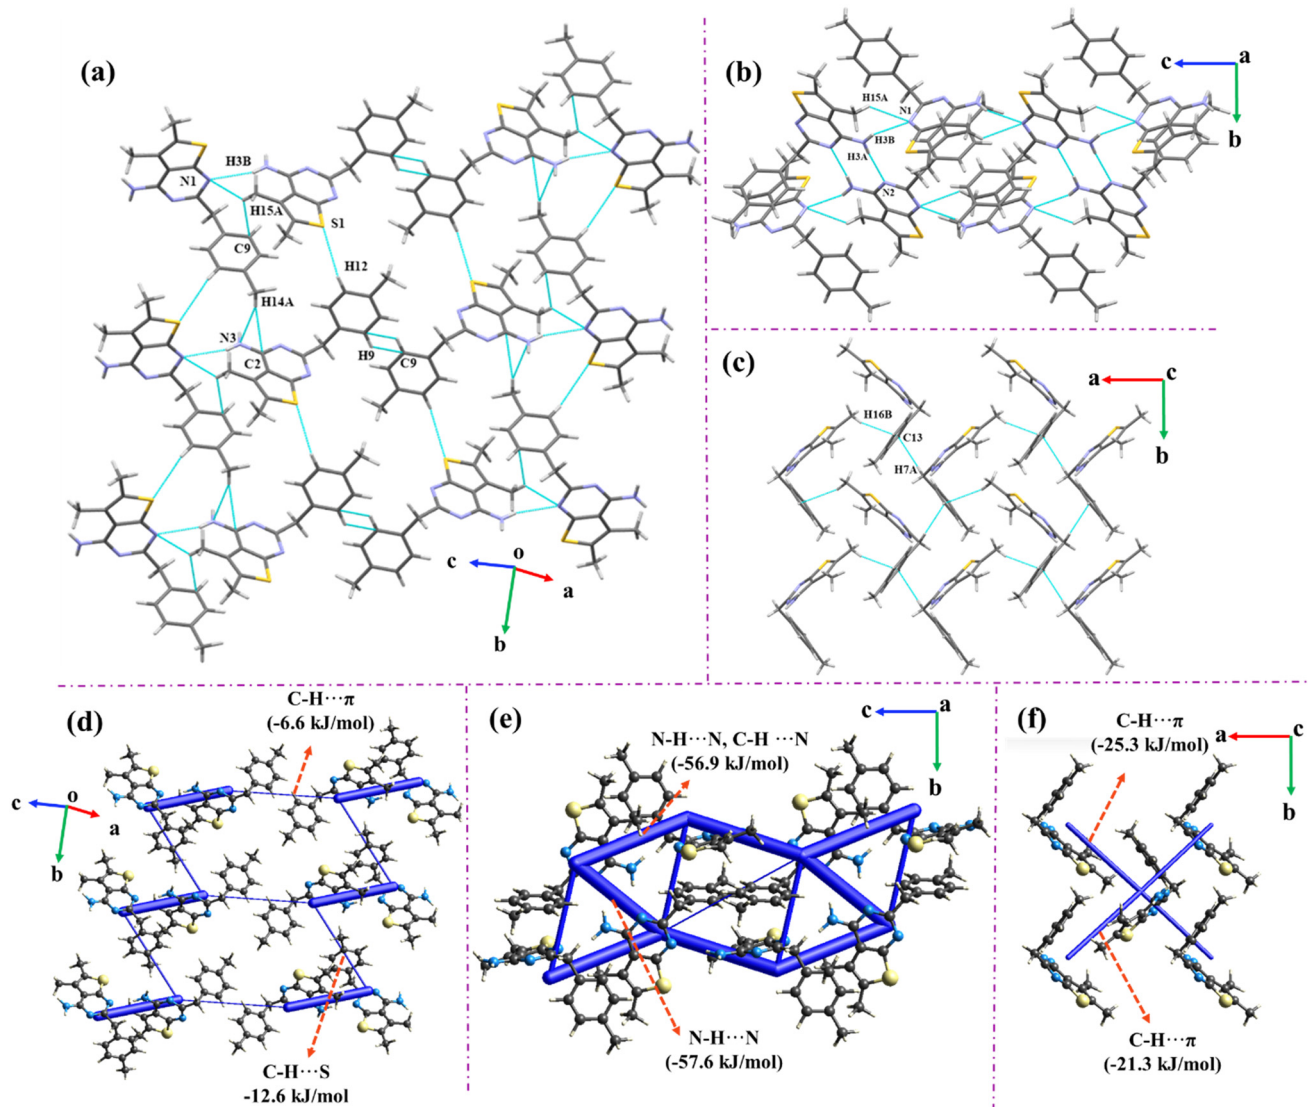 (a)
H3B
N1
H15A
S1
C9
H12
H14A
N3
C2
H9
C9
c
o
a
b
(b)
c
a
b
H15A
N1
H3B
H3A
N2
(c)
a
c
b
H16B
C13
H7A
(d)
C-H···π
(-6.6 kJ/mol)
c
o
a
b
C-H···S
-12.6 kJ/mol
(e)
c
a
b
N-H···N, C-H ···N
(-56.9 kJ/mol)
N-H···N
(-57.6 kJ/mol)
(f)
C-H···π
(-25.3 kJ/mol)
a
c
b
C-H···π
(-21.3 kJ/mol)